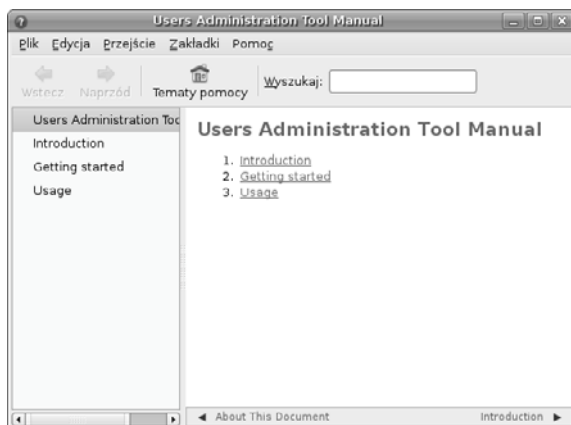 Users Administration Tool Manual
Plik Edycja Przejście Zakładki Pomoc
Wstecz Naprzód Tematy pomocy Wyszukaj:
Users Administration Too
Introduction
Getting started
Usage
Users Administration Tool Manual
1. Introduction
2. Getting started
3. Usage
About This Document Introduction